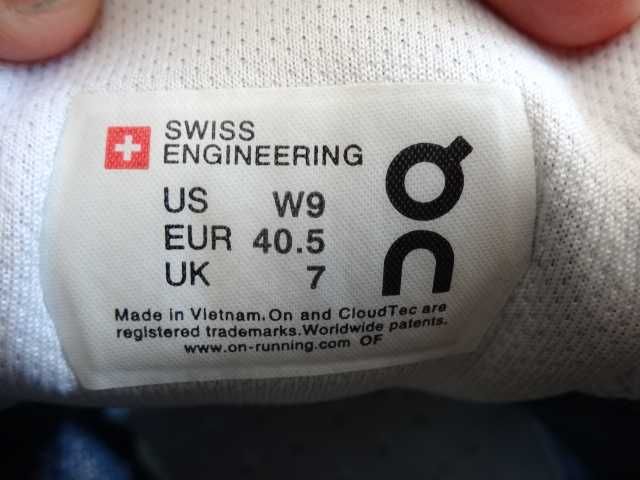 SWISS
ENGINEERING
US W9
EUR 40.5
UK 7
Made in Vietnam. On and CloudTec are
registered trademarks. Worldwide patents.
www.on-running.com OF